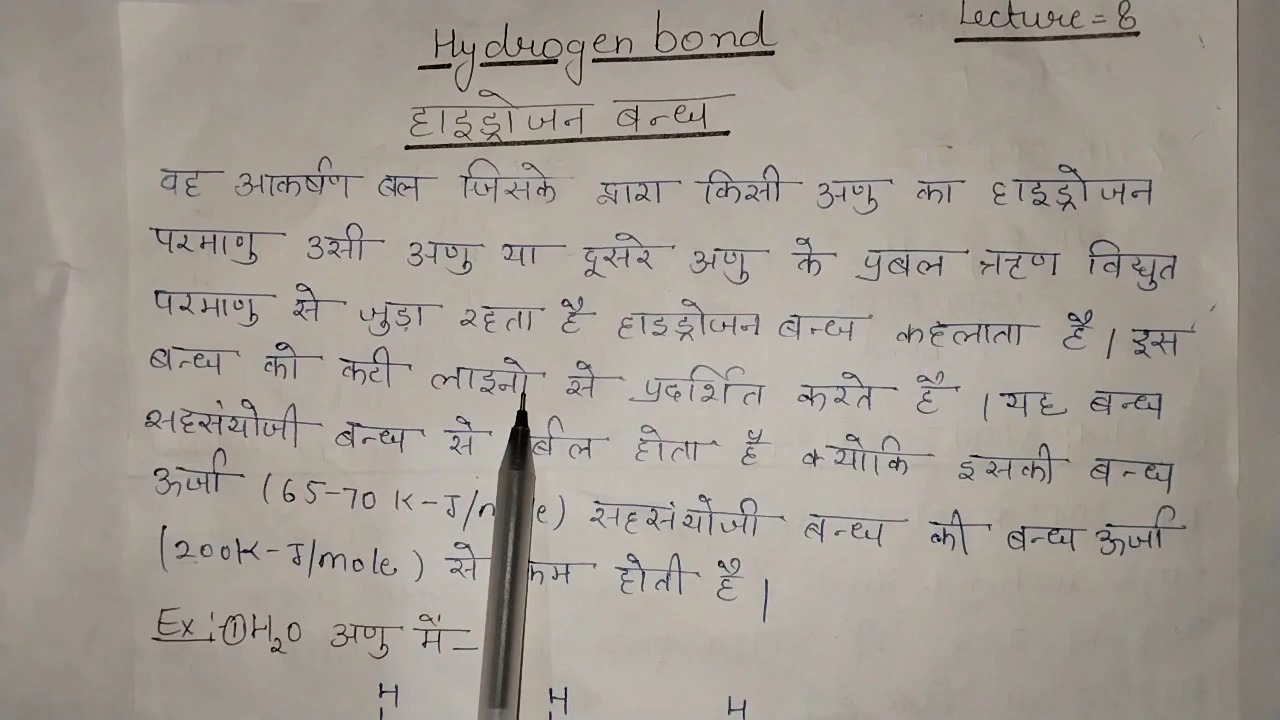 Lecture = 8
Hydrogen bond
हाइड्रोजन बन्ध
वह आकर्षण बल जिसके द्वारा किसी अणु का हाइड्रोजन
परमाणु उसी अणु या दूसरे अणु के प्रबल ऋण विद्युत
परमाणु से जुड़ा रहता है हाइड्रोजन बन्ध कहलाता है। इस
बन्ध को कटी लाइनो से प्रदर्शित करते है। यह बन्ध
सहसंयोजी बन्ध से होता है क्योकि इसकी बन्ध
ऊर्जा (65-70 K-J/m e) सहसंयोजी बन्ध की बन्ध ऊर्जा
(200K-J/mole) से कम होती है।
Ex:-① H₂O अणु में-
H H H